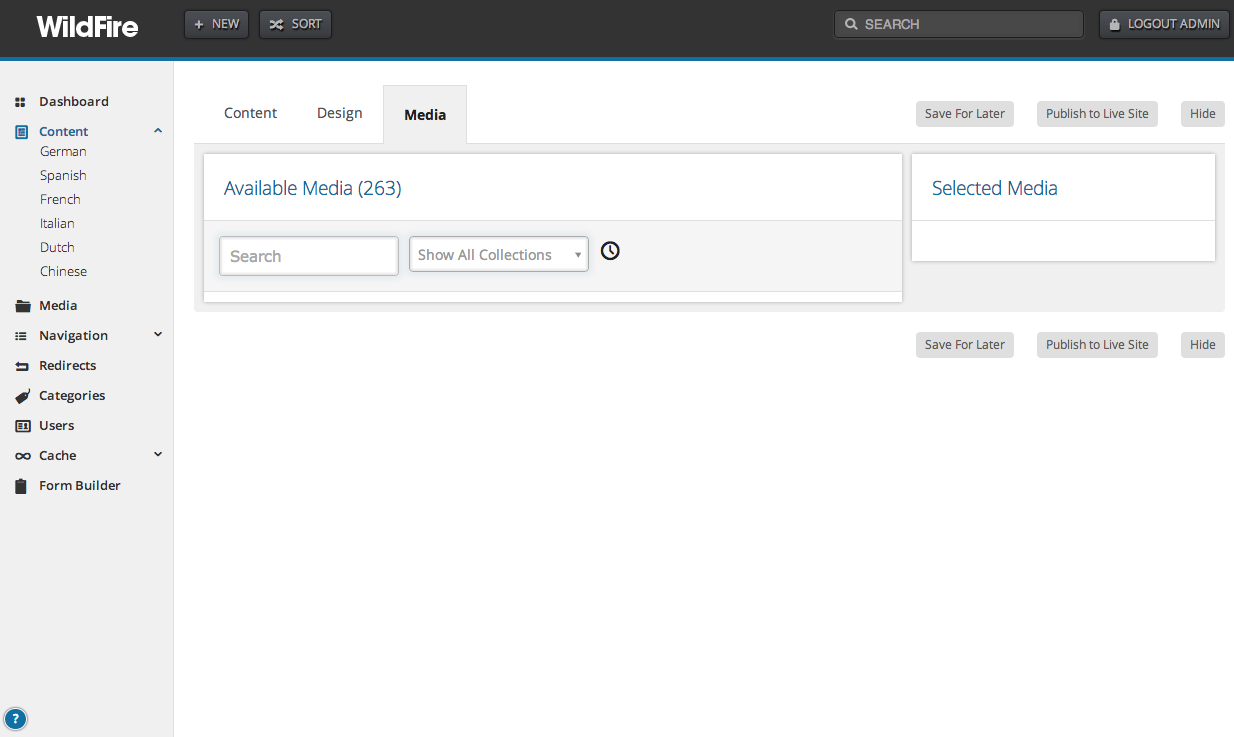 WildFire
+ NEW
SORT
SEARCH
LOGOUT ADMIN
Dashboard
Content
German
Spanish
French
Italian
Dutch
Chinese
Media
Navigation
Redirects
Categories
Users
Cache
Form Builder
?
Content Design Media
Save For Later Publish to Live Site Hide
Available Media (263)
Search Show All Collections
Selected Media
Save For Later Publish to Live Site Hide